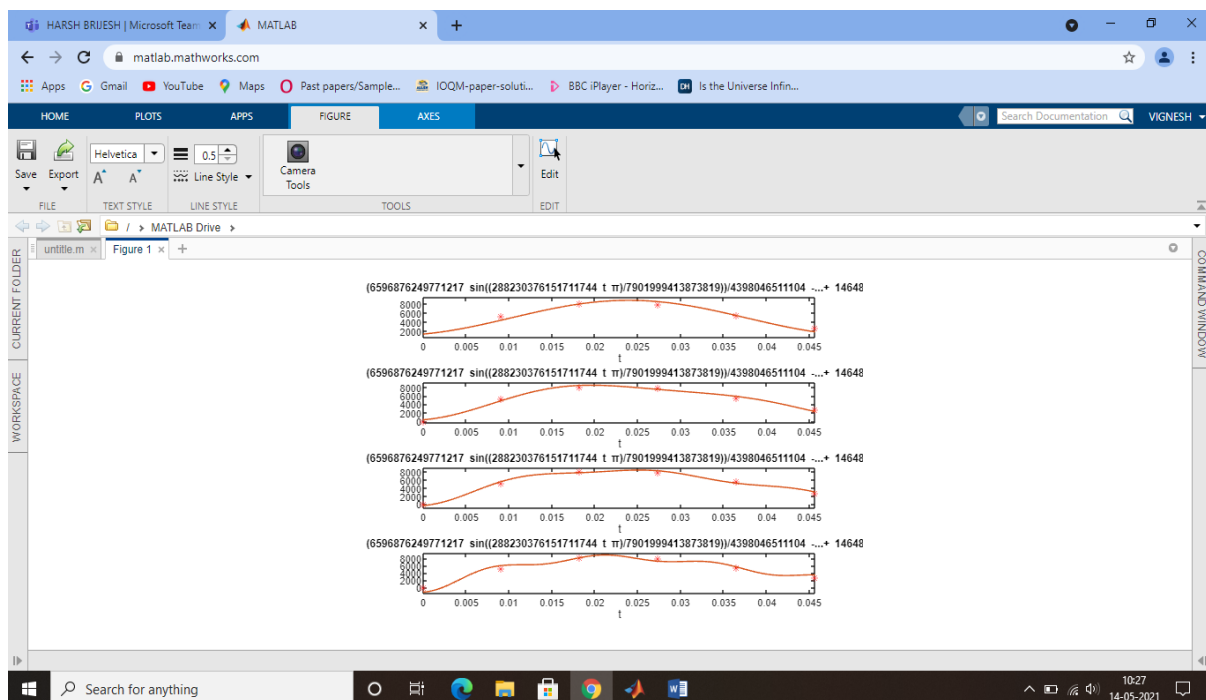 HARSH BRIJESH | Microsoft Team
MATLAB
matlab.mathworks.com
Apps Gmail YouTube Maps Past papers/Sample... IOQM-paper-soluti... BBC iPlayer - Horiz... DH Is the Universe Infin...
HOME PLOTS APPS FIGURE AXES Search Documentation VIGNESH
Save Export Helvetica 0.5 Camera Tools Edit
A A Line Style
FILE TEXT STYLE LINE STYLE TOOLS EDIT
/ MATLAB Drive
untitle.m × Figure 1 × +
CURRENT FOLDER
WORKSPACE
COMMAND WINDOW
(6596876249771217 sin((288230376151711744 t π)/7901999413873819))/4398046511104 -...+ 14648
8000
6000
4000
2000
0 0.005 0.01 0.015 0.02 0.025 0.03 0.035 0.04 0.045
t
(6596876249771217 sin((288230376151711744 t π)/7901999413873819))/4398046511104 -...+ 14648
8000
6000
4000
2000
0
0 0.005 0.01 0.015 0.02 0.025 0.03 0.035 0.04 0.045
t
(6596876249771217 sin((288230376151711744 t π)/7901999413873819))/4398046511104 -...+ 14648
8000
6000
4000
2000
0 0.005 0.01 0.015 0.02 0.025 0.03 0.035 0.04 0.045
t
(6596876249771217 sin((288230376151711744 t π)/7901999413873819))/4398046511104 -...+ 14648
8000
6000
4000
2000
0
0 0.005 0.01 0.015 0.02 0.025 0.03 0.035 0.04 0.045
t
Search for anything
10:27
14-05-2021